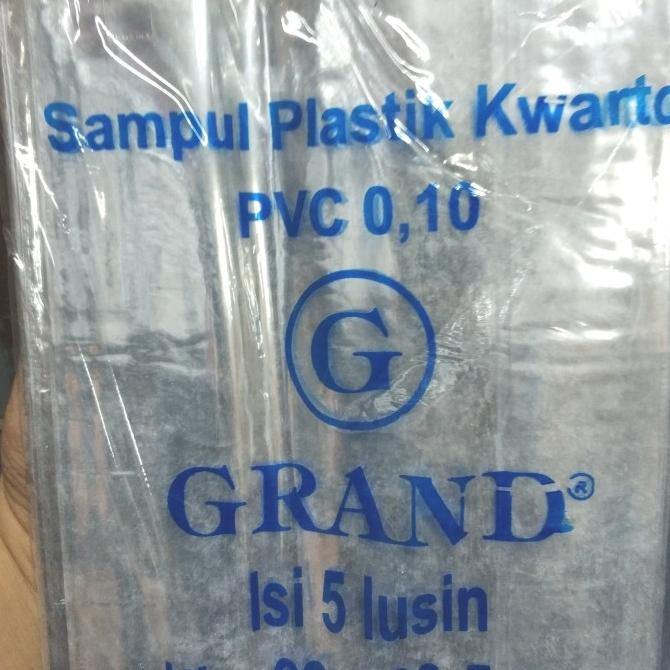 Sampul Plastik Kwarto
PVC 0,10
G
GRAND®
Isi 5 lusin